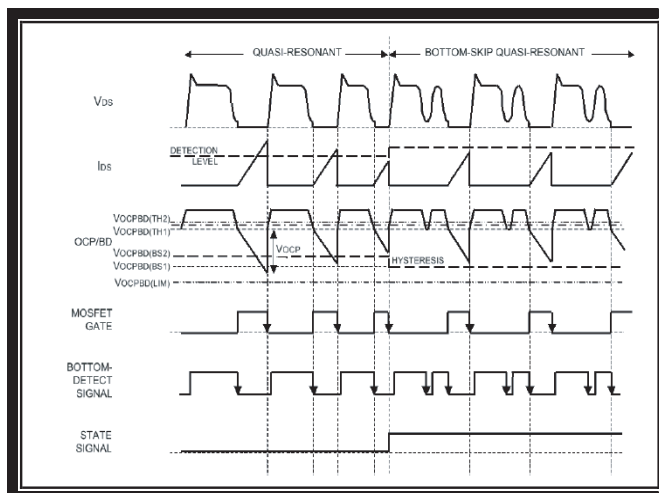 QUASI-RESONANT
BOTTOM-SKIP QUASI-RESONANT
VDS
DETECTION
LEVEL
IDS
VOCPBD(TH2)
VOCPBD(TH1)
OCP/BD
VOCP
VOCPBD(BS2)
HYSTERESIS
VOCPBD(BS1)
VOCPBD(LIM)
MOSFET
GATE
BOTTOM-
DETECT
SIGNAL
STATE
SIGNAL